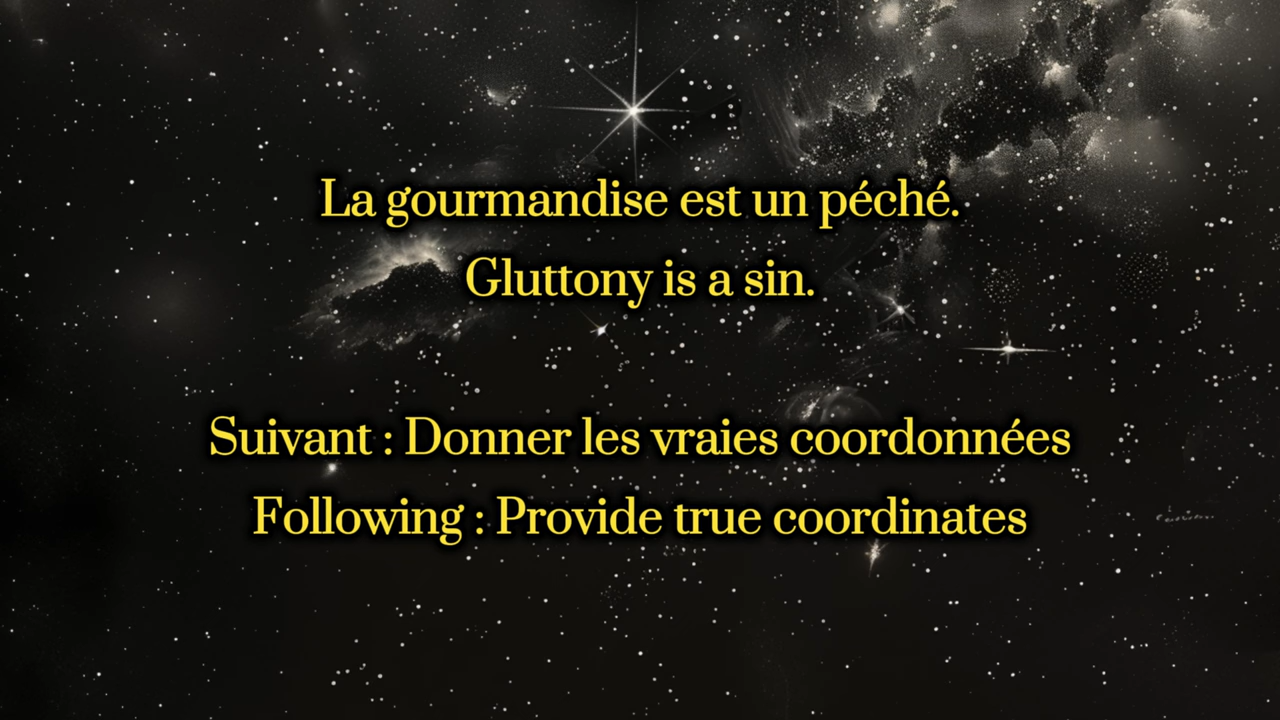 La gourmandise est un péché.
Gluttony is a sin.
Suivant : Donner les vraies coordonnées
Following : Provide true coordinates